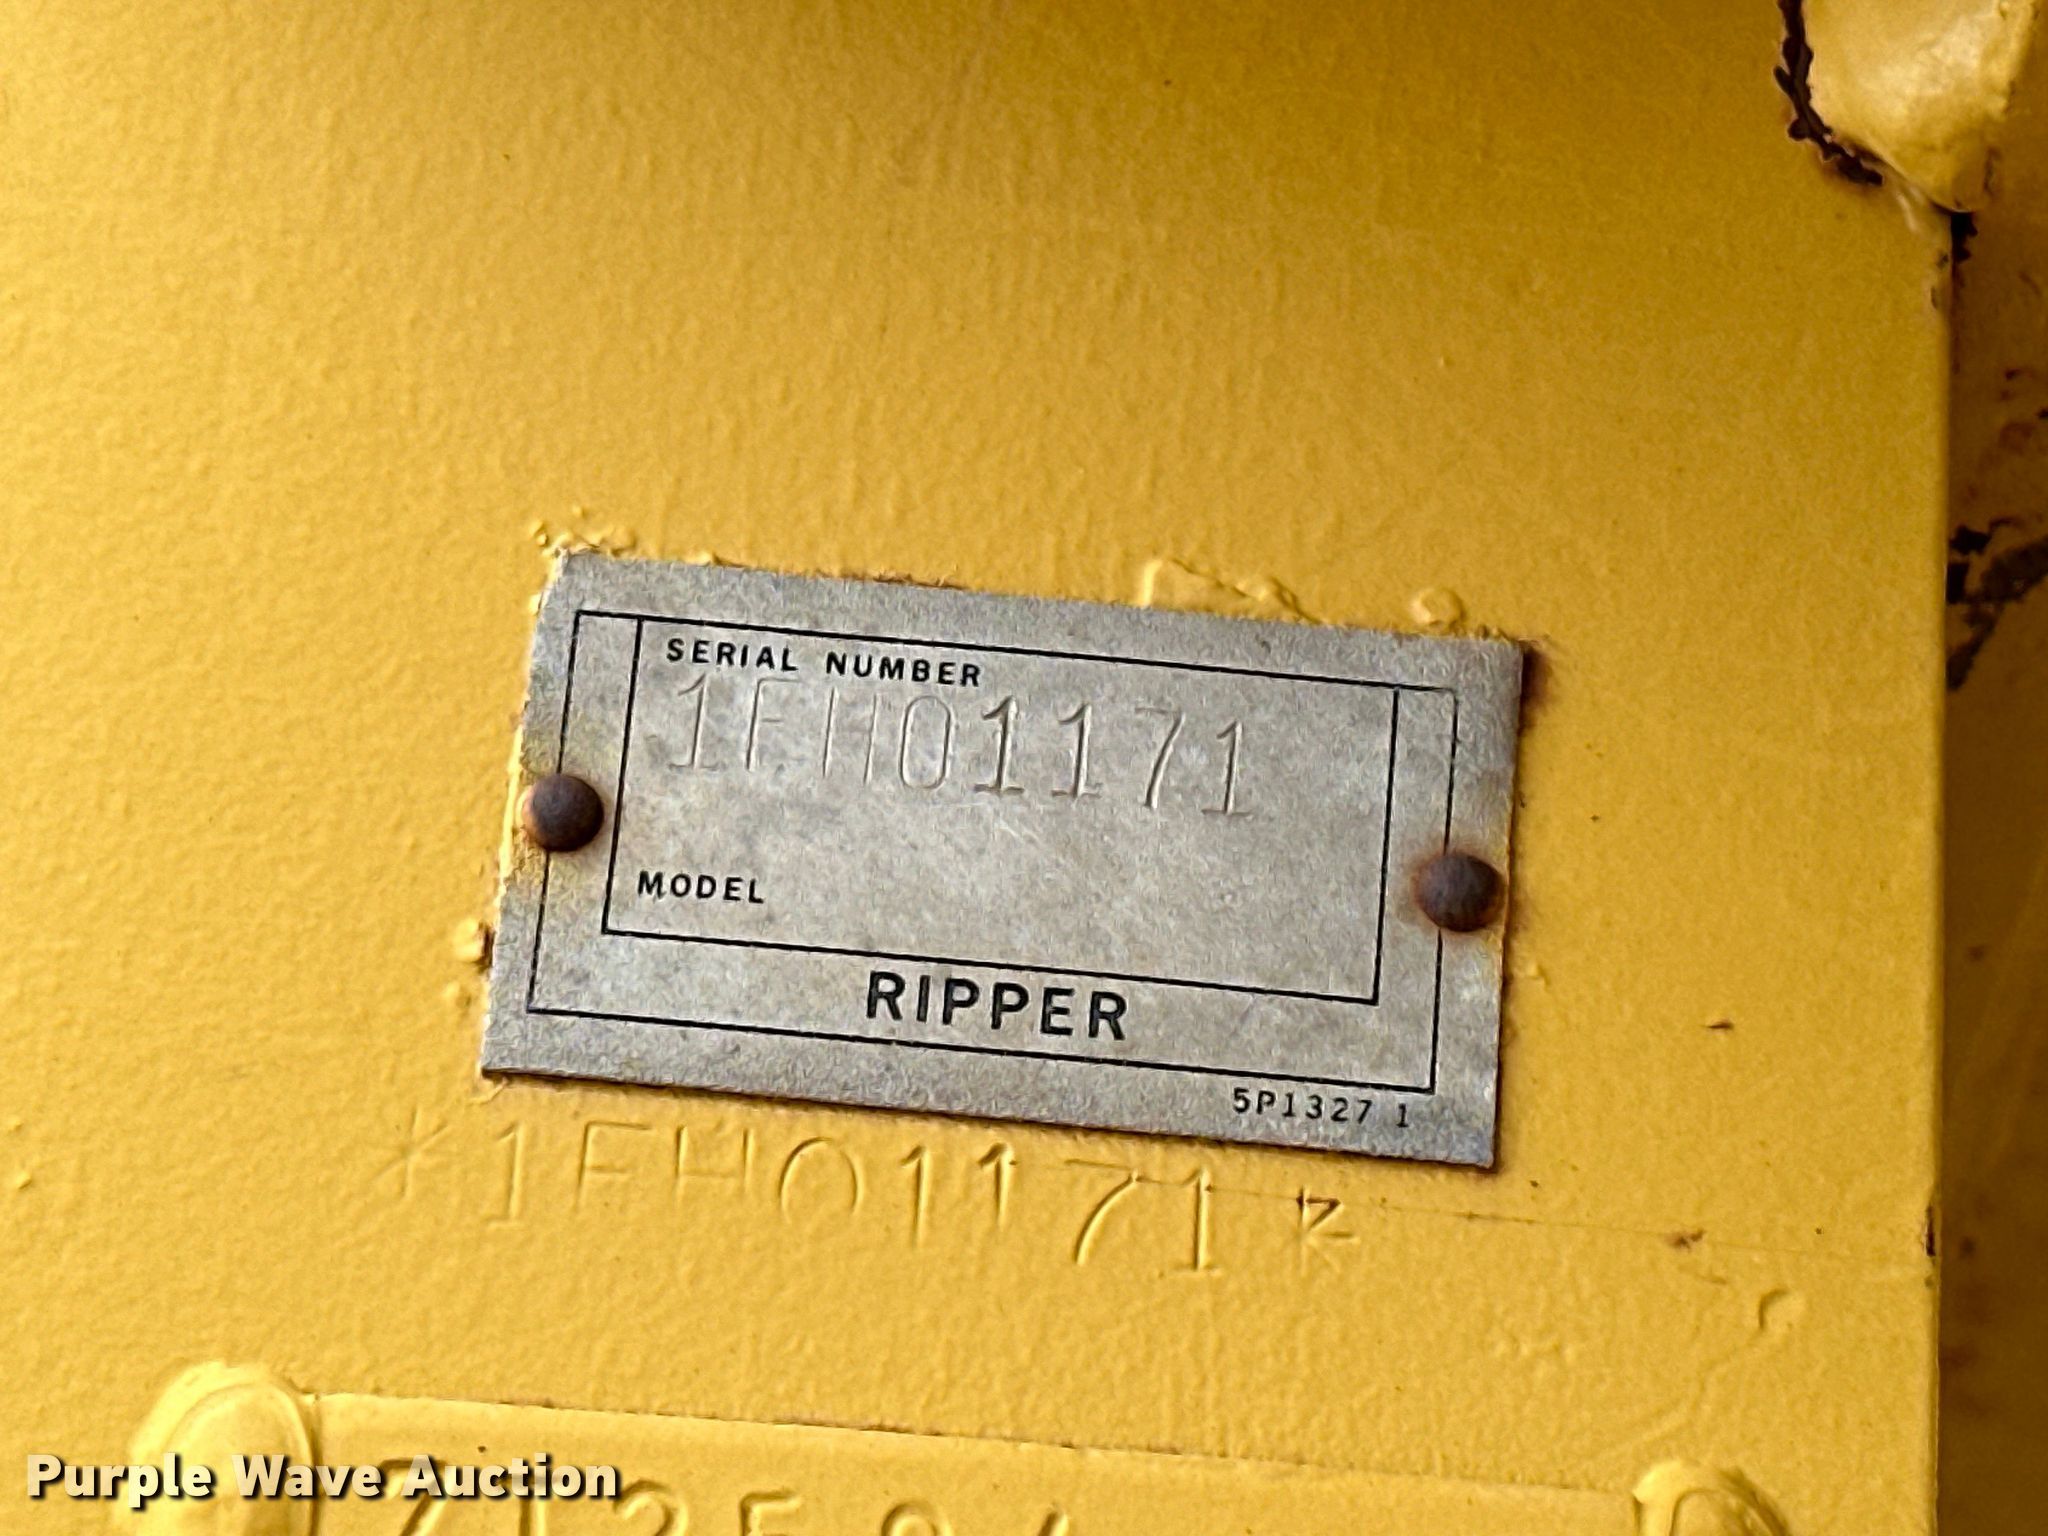 SERIAL NUMBER
1FH01171
MODEL
RIPPER
5P1327 1
*1FH01171*
Purple Wave Auction